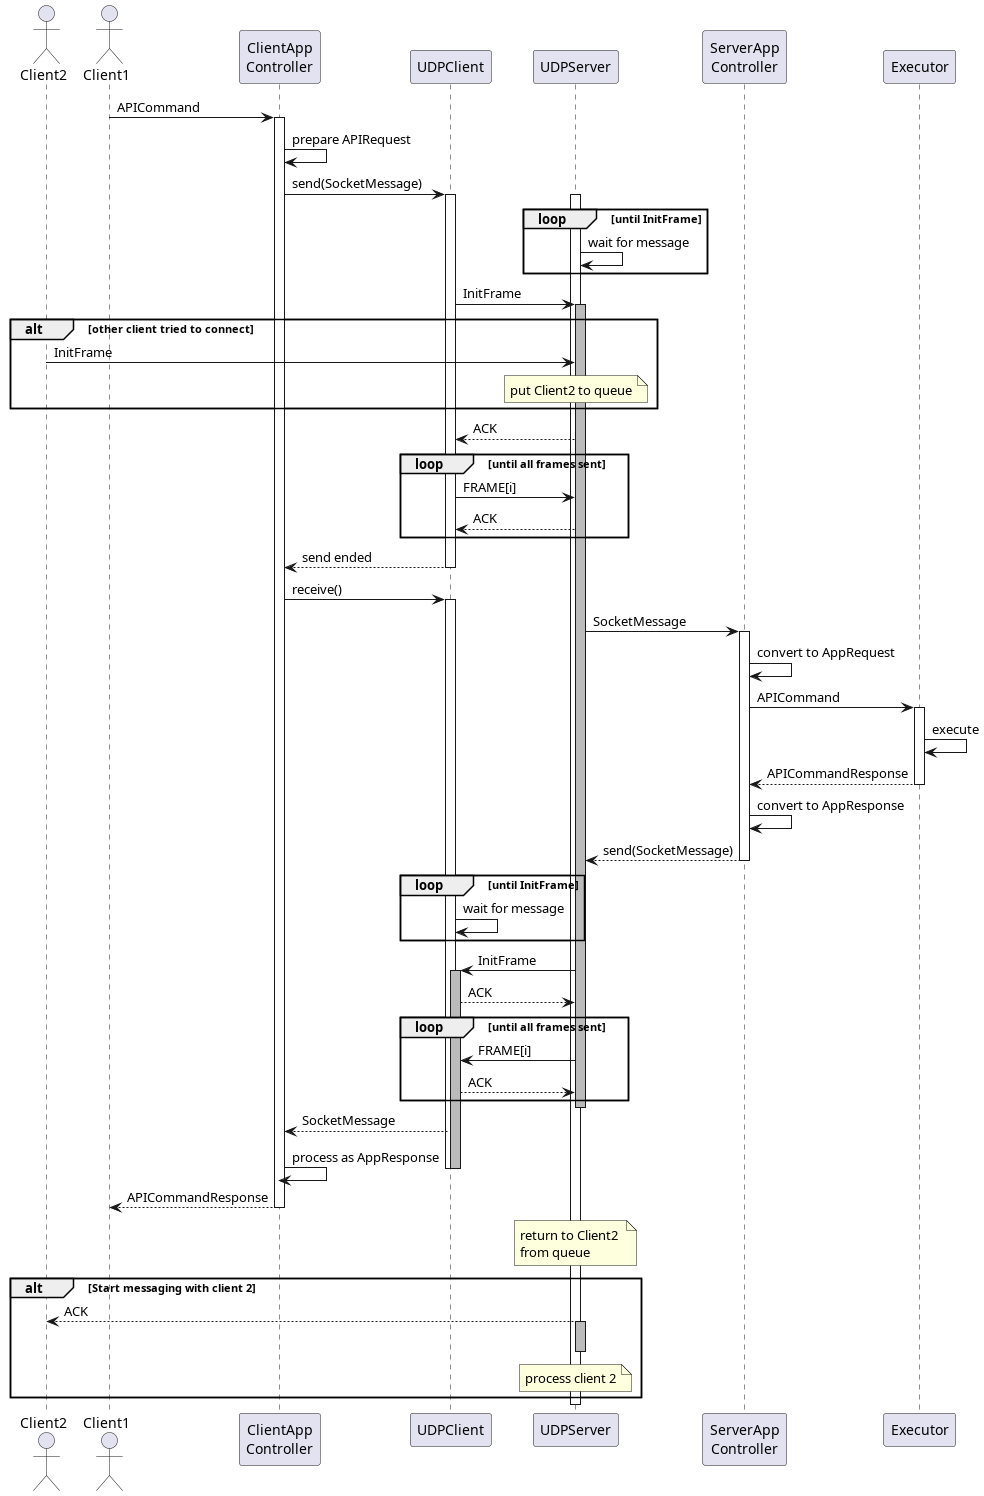 Client2
Client1
ClientApp
Controller
UDPClient
UDPServer
ServerApp
Controller
Executor
APICommand
prepare APIRequest
send(SocketMessage)
loop [until InitFrame]
wait for message
InitFrame
alt [other client tried to connect]
InitFrame
put Client2 to queue
ACK
loop [until all frames sent]
FRAME[i]
ACK
send ended
receive()
SocketMessage
convert to AppRequest
APICommand
execute
APICommandResponse
convert to AppResponse
send(SocketMessage)
loop [until InitFrame]
wait for message
InitFrame
ACK
loop [until all frames sent]
FRAME[i]
ACK
SocketMessage
process as AppResponse
APICommandResponse
return to Client2
from queue
alt [Start messaging with client 2]
ACK
process client 2
Client2
Client1
ClientApp
Controller
UDPClient
UDPServer
ServerApp
Controller
Executor